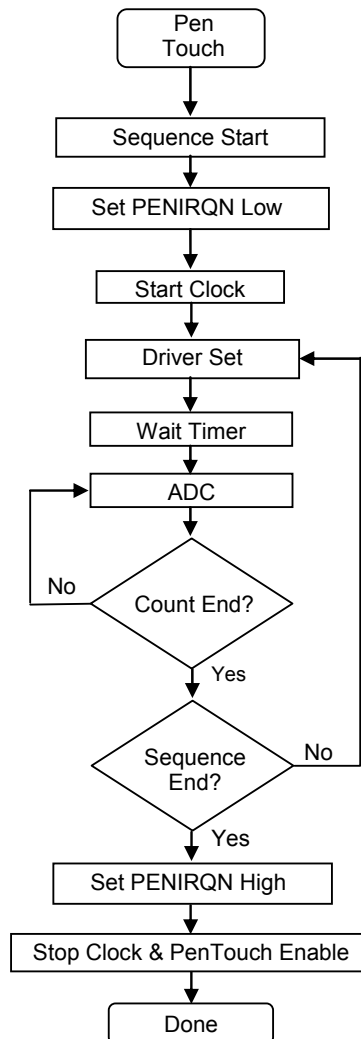 Pen
Touch
Sequence Start
Set PENIRQN Low
Start Clock
Driver Set
Wait Timer
ADC
No
Count End?
Yes
Sequence
End?
No
Yes
Set PENIRQN High
Stop Clock & PenTouch Enable
Done